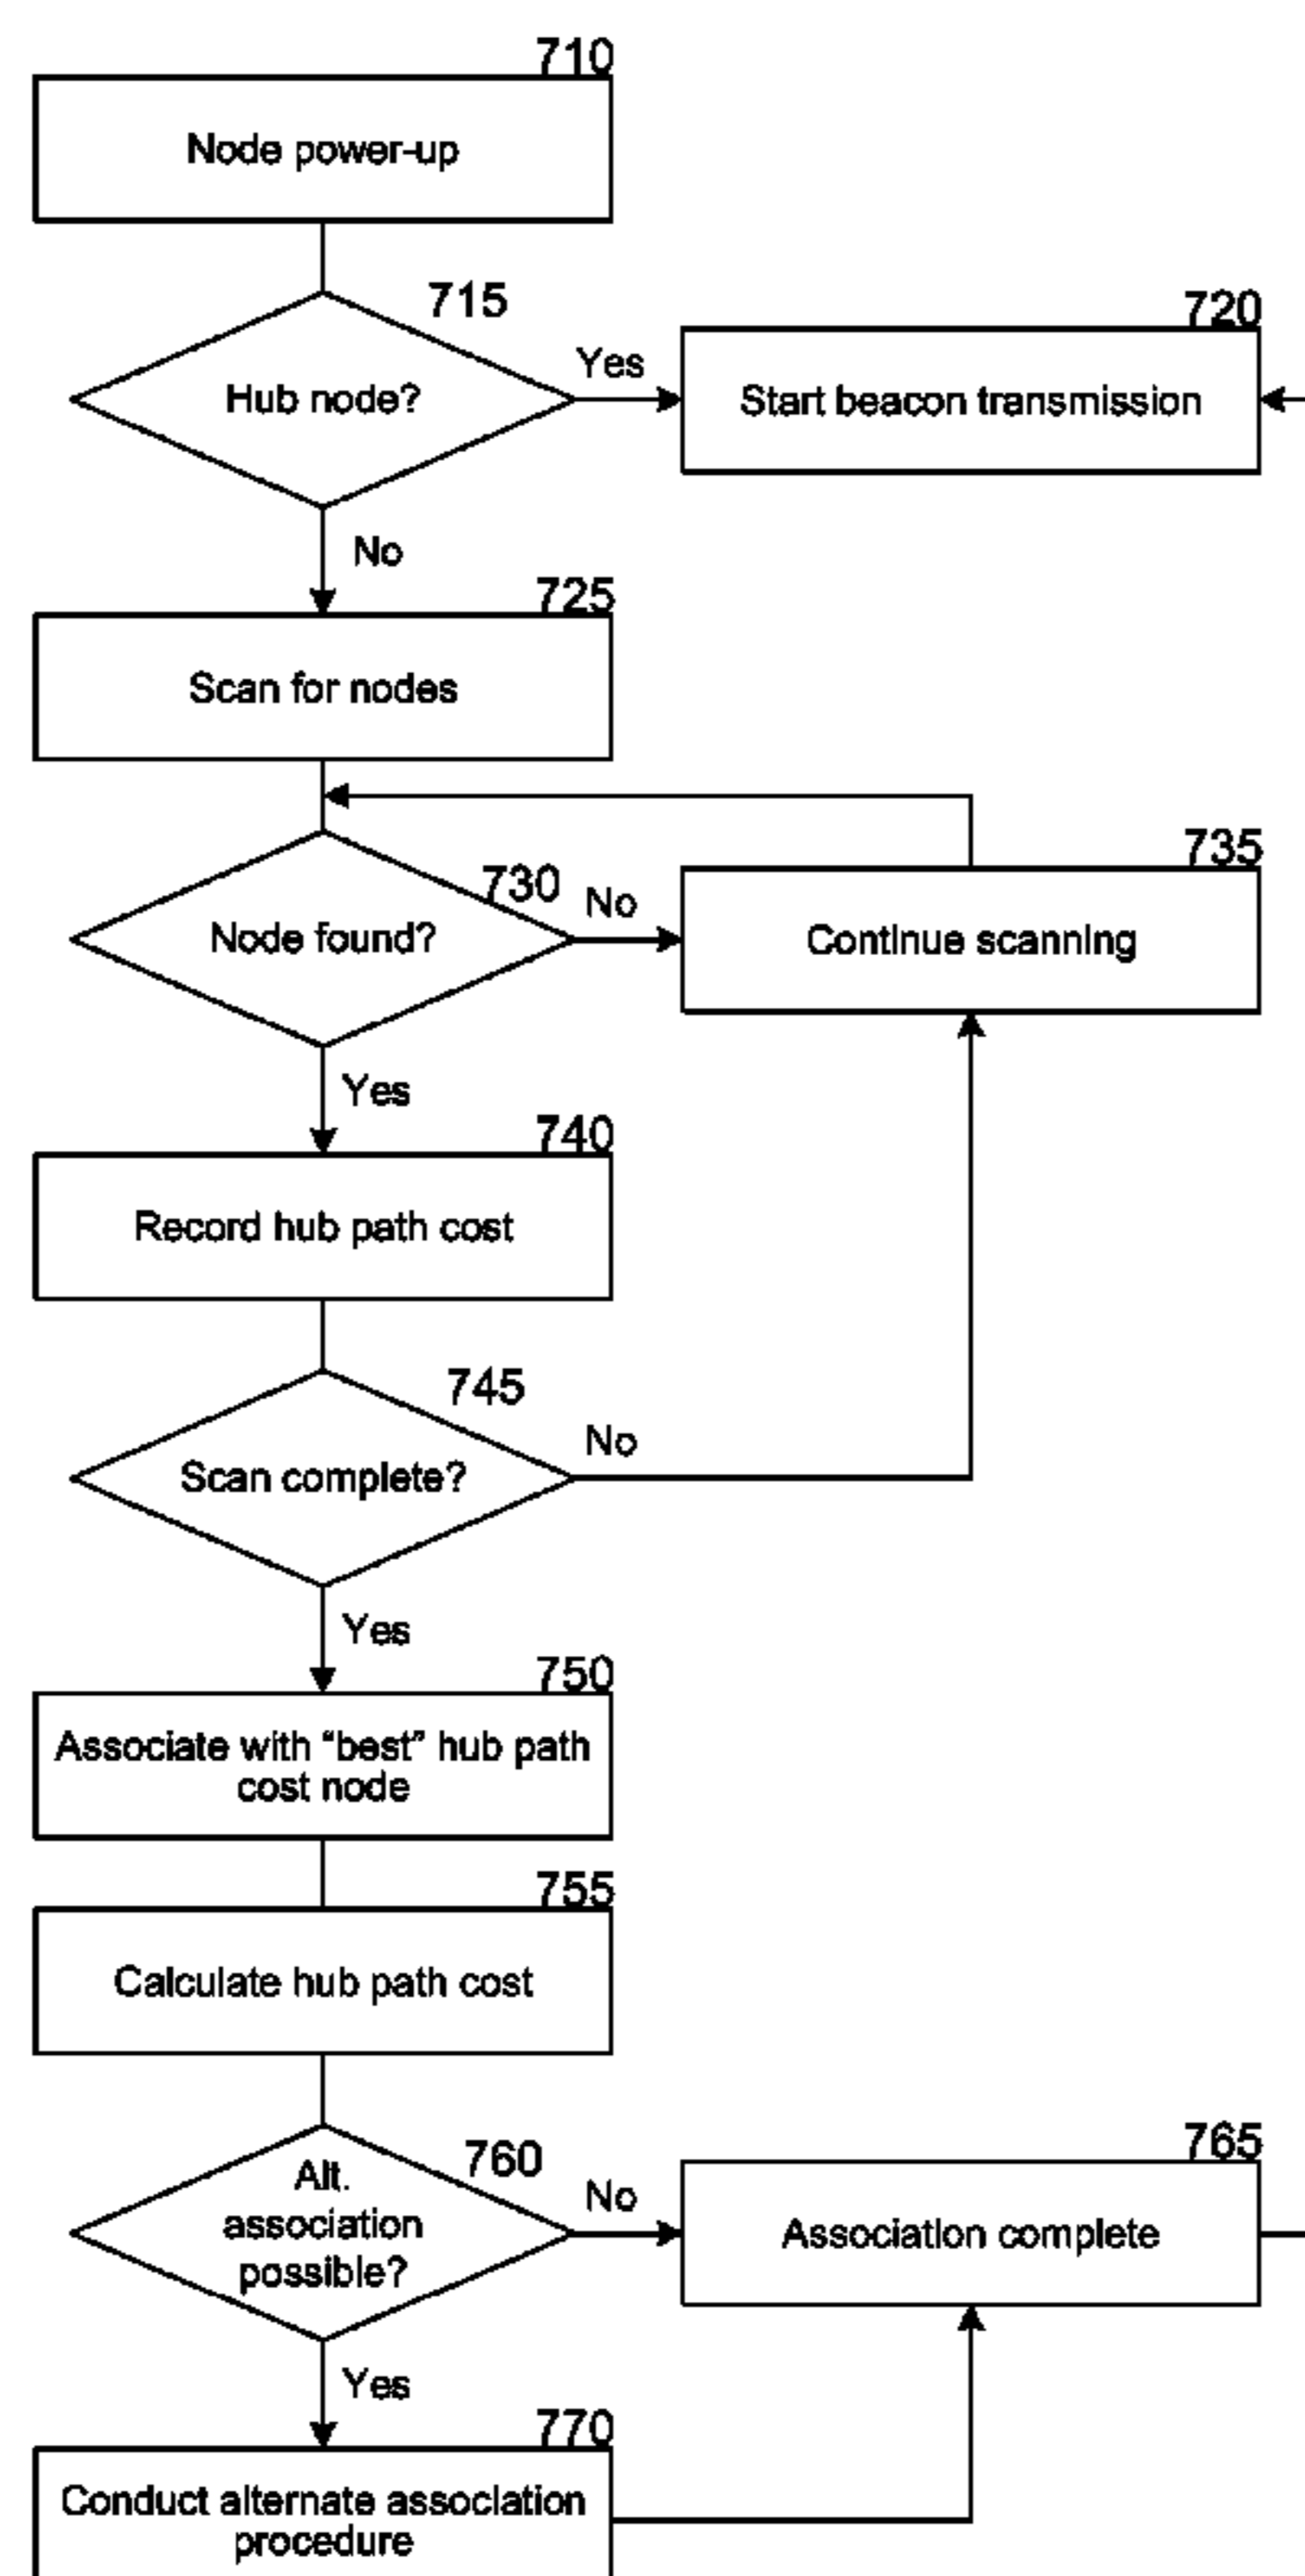 710
Node power-up
715
Hub node?
Yes
720
Start beacon transmission
No
725
Scan for nodes
730
Node found?
No
735
Continue scanning
Yes
740
Record hub path cost
745
Scan complete?
No
Yes
750
Associate with “best” hub path
cost node
755
Calculate hub path cost
760
Alt.
association
possible?
No
765
Association complete
Yes
770
Conduct alternate association
procedure